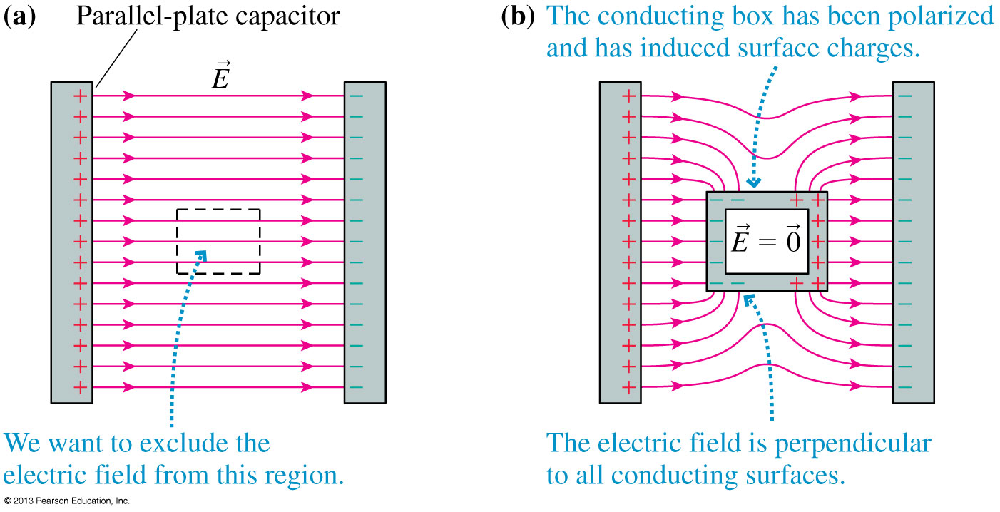 (a) Parallel-plate capacitor
E⃗
We want to exclude the
electric field from this region.
© 2013 Pearson Education, Inc.
(b) The conducting box has been polarized
and has induced surface charges.
E⃗ = 0⃗
The electric field is perpendicular
to all conducting surfaces.